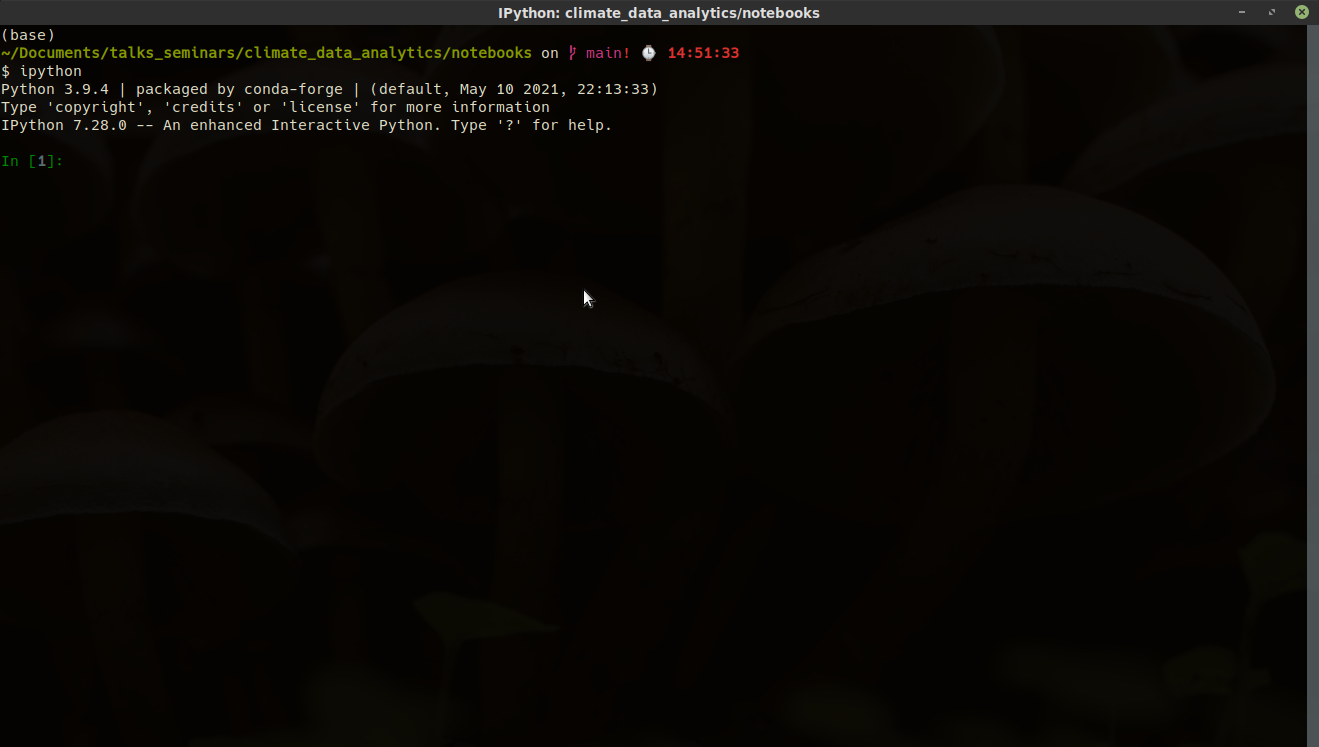 IPython: climate_data_analytics/notebooks
(base)
~/Documents/talks_seminars/climate_data_analytics/notebooks on main! ⌚ 14:51:33
$ ipython
Python 3.9.4 | packaged by conda-forge | (default, May 10 2021, 22:13:33)
Type 'copyright', 'credits' or 'license' for more information
IPython 7.28.0 -- An enhanced Interactive Python. Type '?' for help.
In [1]: